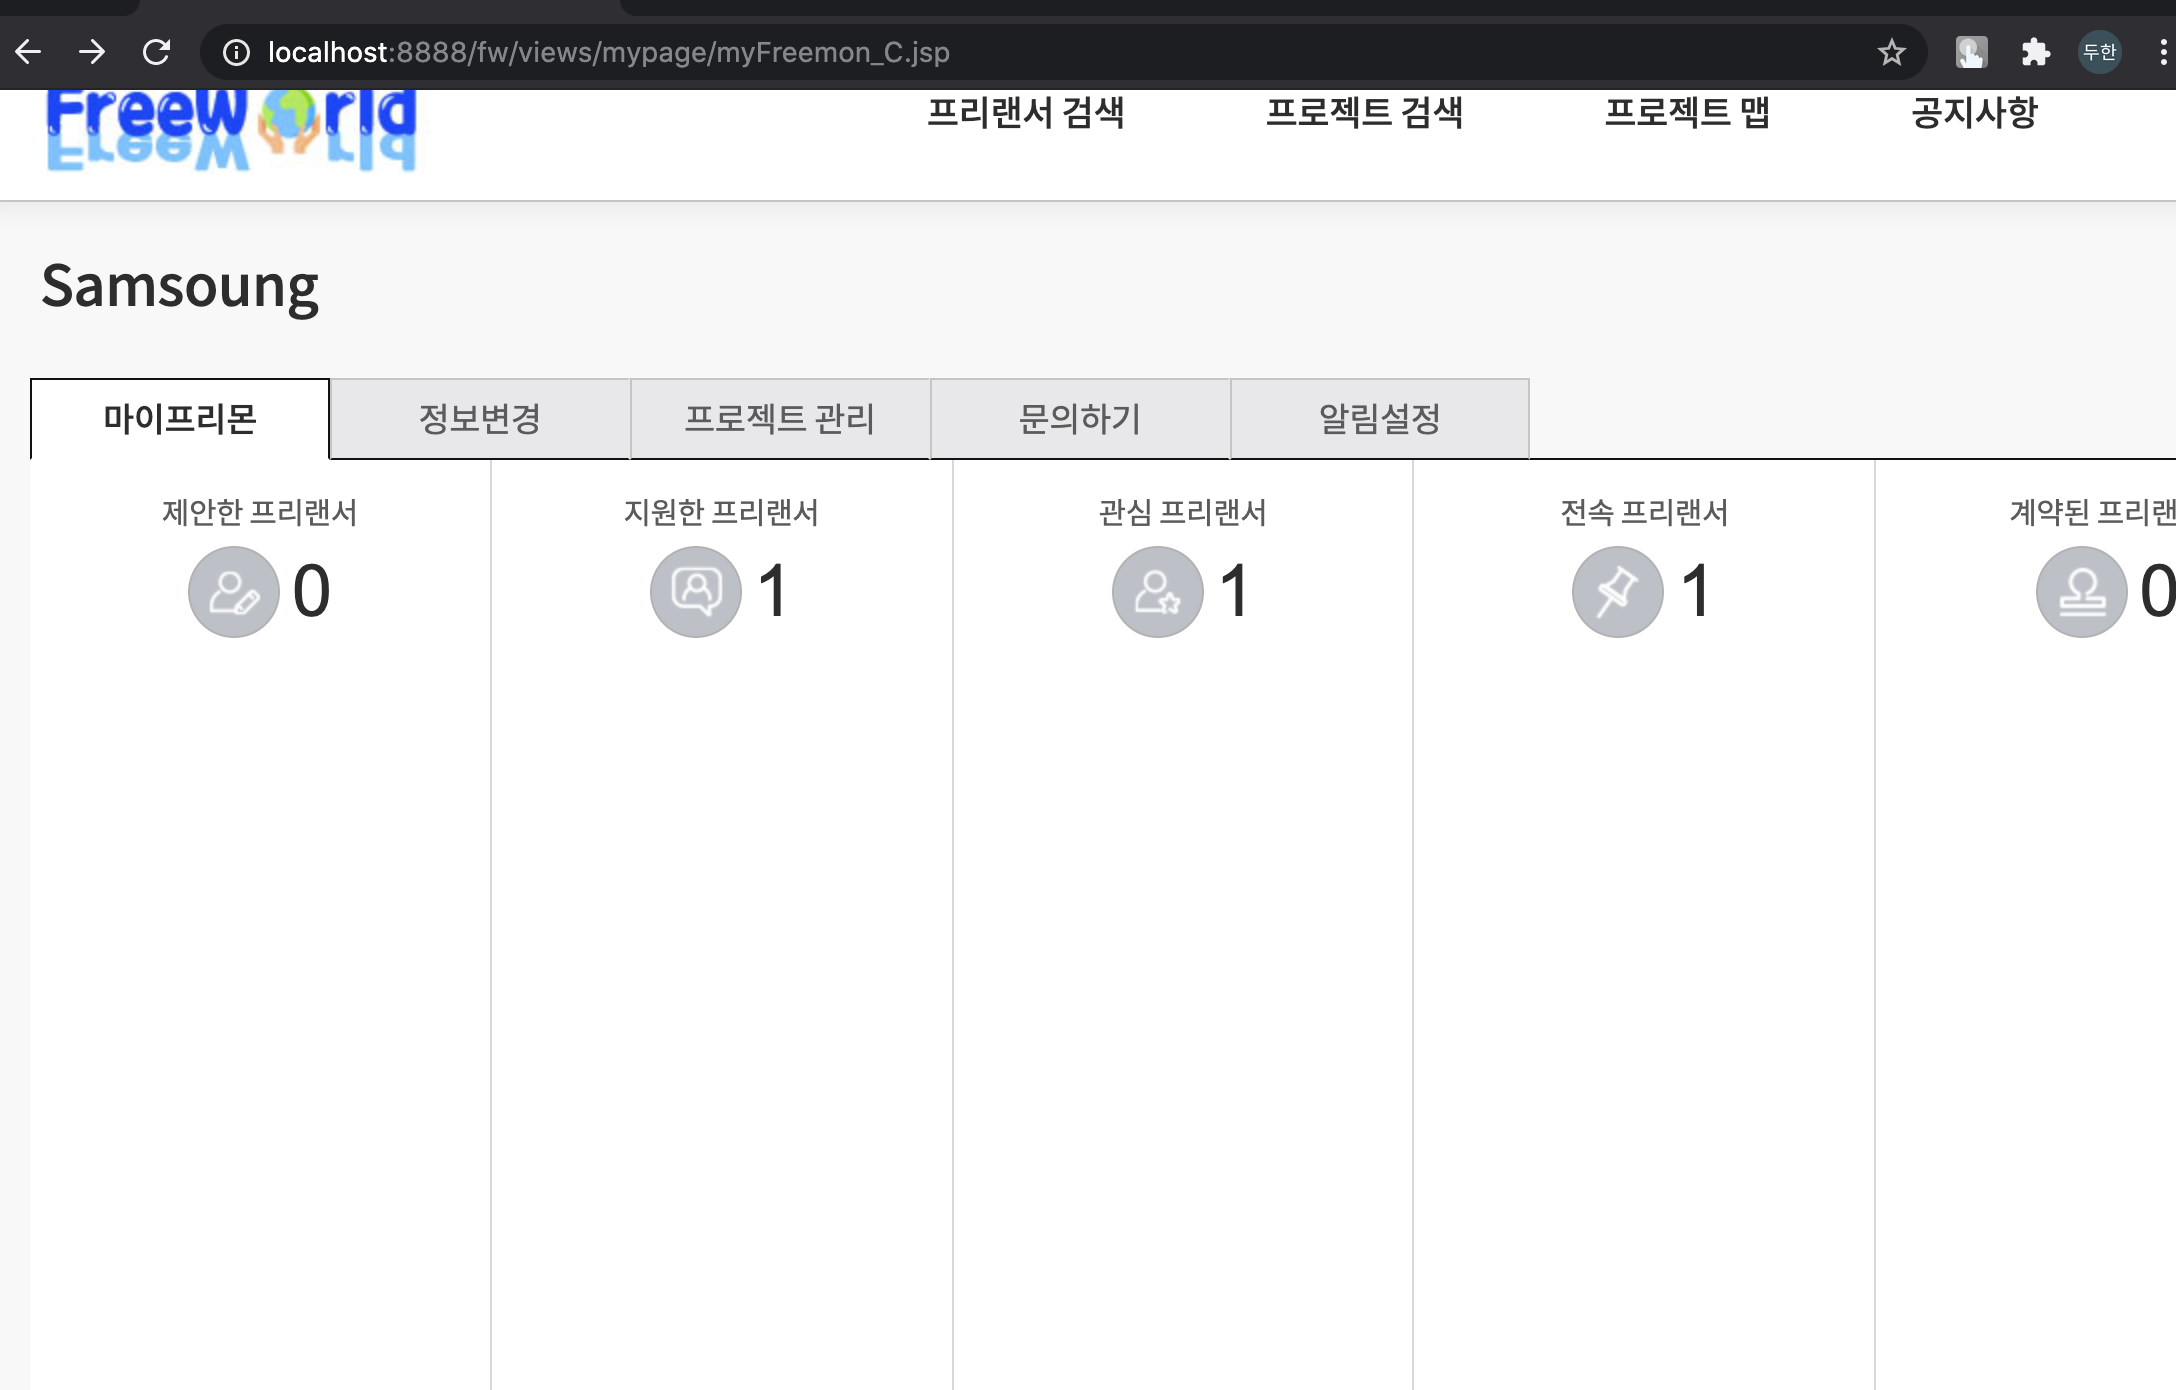 localhost:8888/fw/views/mypage/myFreemon_C.jsp
두한
FreeWorld
프리랜서 검색
프로젝트 검색
프로젝트 맵
공지사항
Samsoung
마이프리몬
정보변경
프로젝트 관리
문의하기
알림설정
제안한 프리랜서
0
지원한 프리랜서
1
관심 프리랜서
1
전속 프리랜서
1
계약된 프리랜
0